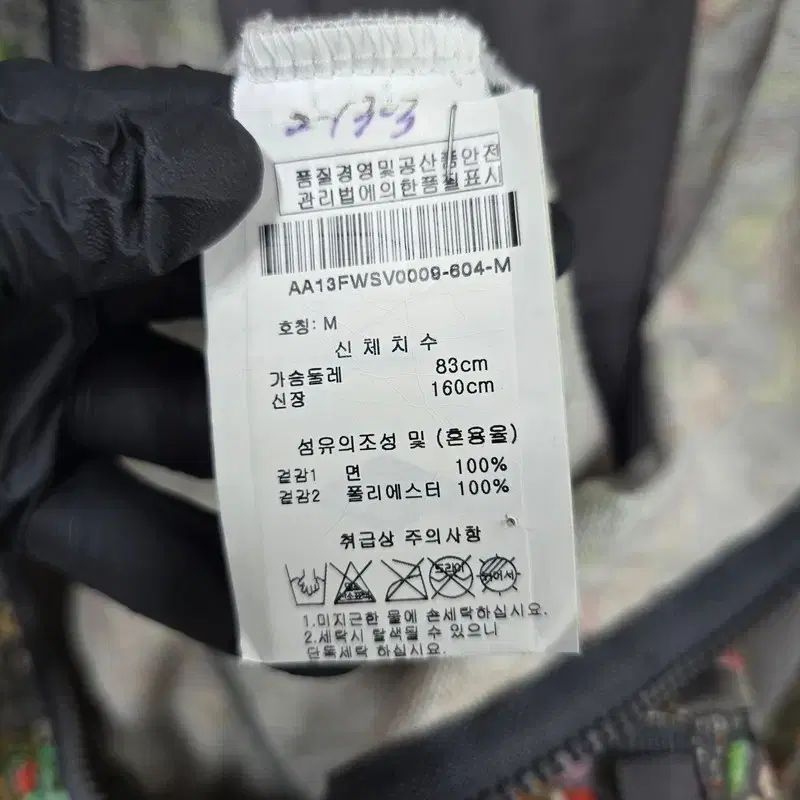 2-13-3
품질경영및공산품안전
관리법에의한품질표시
AA13FWSV0009-604-M
호칭: M
신 체 치 수
가슴둘레 83cm
신장 160cm
섬유의조성 및 (혼용율)
겉감1 면 100%
겉감2 폴리에스터 100%
취급상 주의사항
드라이
1.미지근한 물에 손세탁하십시요.
2.세탁시 탈색될 수 있으니
단독세탁 하십시요.